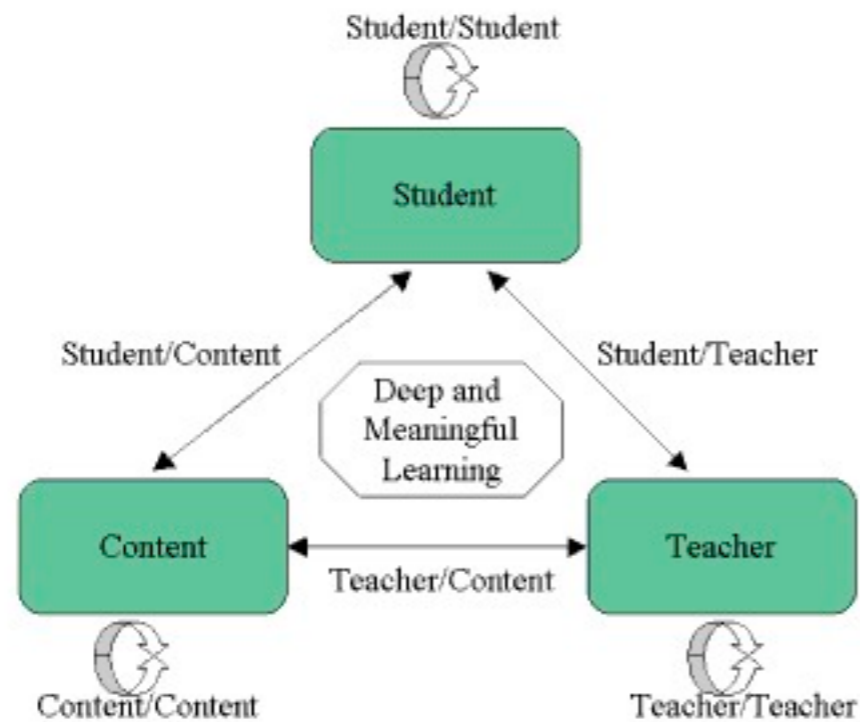 Student/Student
Student
Student/Content
Student/Teacher
Deep and
Meaningful
Learning
Content
Teacher
Teacher/Content
Content/Content
Teacher/Teacher